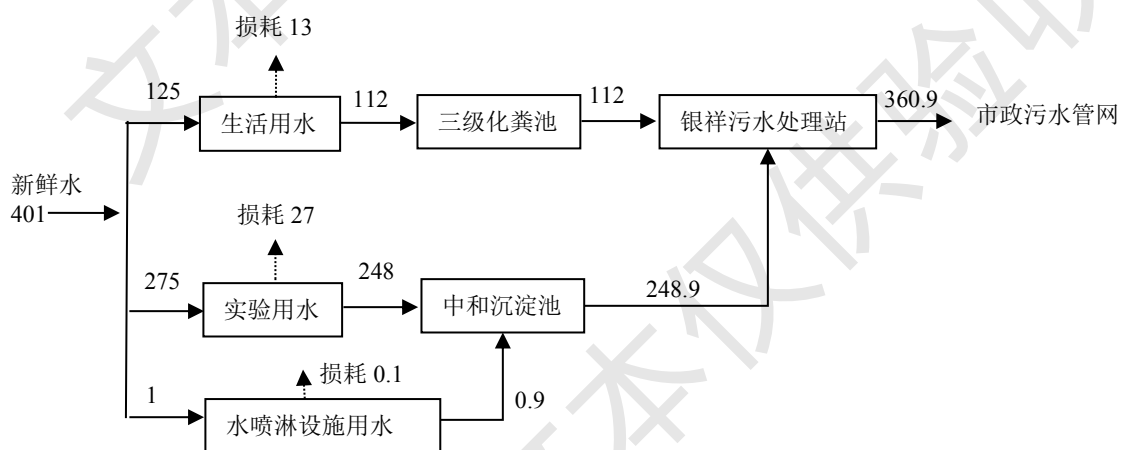 损耗 13
125
生活用水
112
三级化粪池
112
银祥污水处理站
360.9
市政污水管网
新鲜水
401
损耗 27
275
实验用水
248
中和沉淀池
248.9
损耗 0.1
1
水喷淋设施用水
0.9